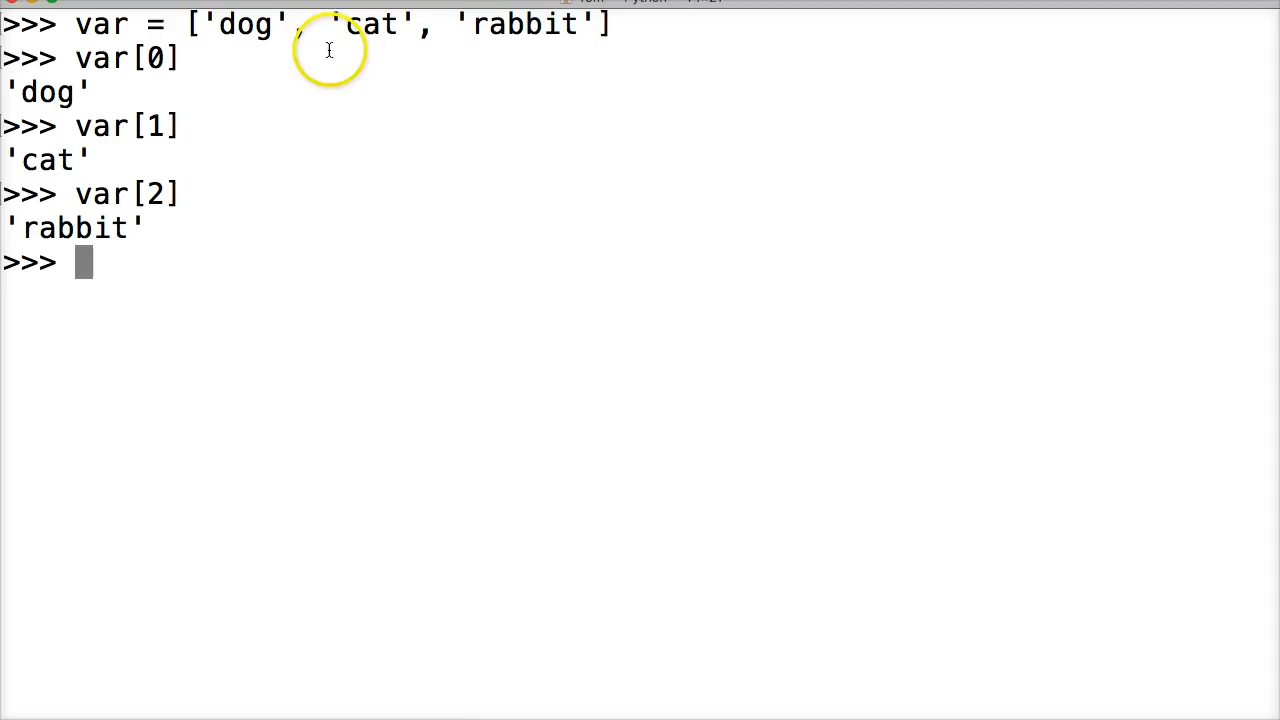 >>> var = ['dog', 'cat', 'rabbit']
>>> var[0]
'dog'
>>> var[1]
'cat'
>>> var[2]
'rabbit'
>>>